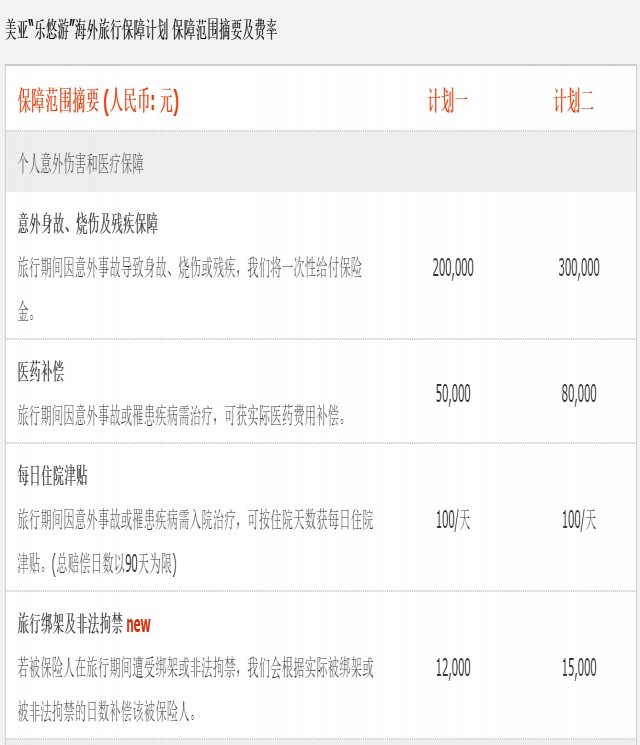 美亚“乐悠游”海外旅行保障计划 保障范围摘要及费率
保障范围摘要 (人民币: 元) 计划一 计划二
个人意外伤害和医疗保障
意外身故、烧伤及残疾保障
旅行期间因意外事故导致身故、烧伤或残疾，我们将一次性给付保险 200,000 300,000
金。
医药补偿
50,000 80,000
旅行期间因意外事故或罹患疾病需治疗，可获实际医药费用补偿。
每日住院津贴
旅行期间因意外事故或罹患疾病需入院治疗，可按住院天数获每日住院 100/天 100/天
津贴。(总赔偿日数以90天为限)
旅行绑架及非法拘禁 new
若被保险人在旅行期间遭受绑架或非法拘禁，我们会根据实际被绑架或 12,000 15,000
被非法拘禁的日数补偿该被保险人。